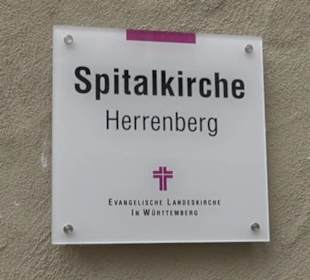 Spitalkirche
Herrenberg
EVANGELISCHE LANDESKIRCHE
IN WÜRTTEMBERG